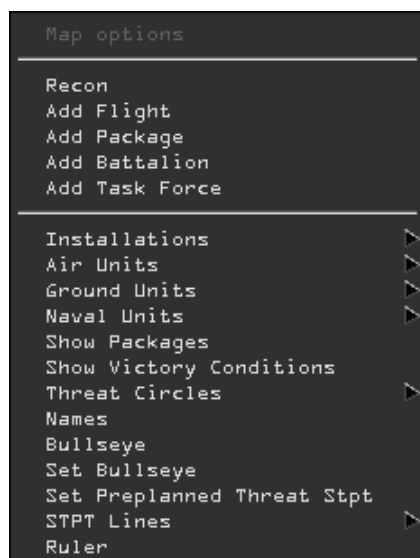 Map options
Recon
Add Flight
Add Package
Add Battalion
Add Task Force
Installations
Air Units
Ground Units
Naval Units
Show Packages
Show Victory Conditions
Threat Circles
Names
Bullseye
Set Bullseye
Set Preplanned Threat Stpt
STPT Lines
Ruler